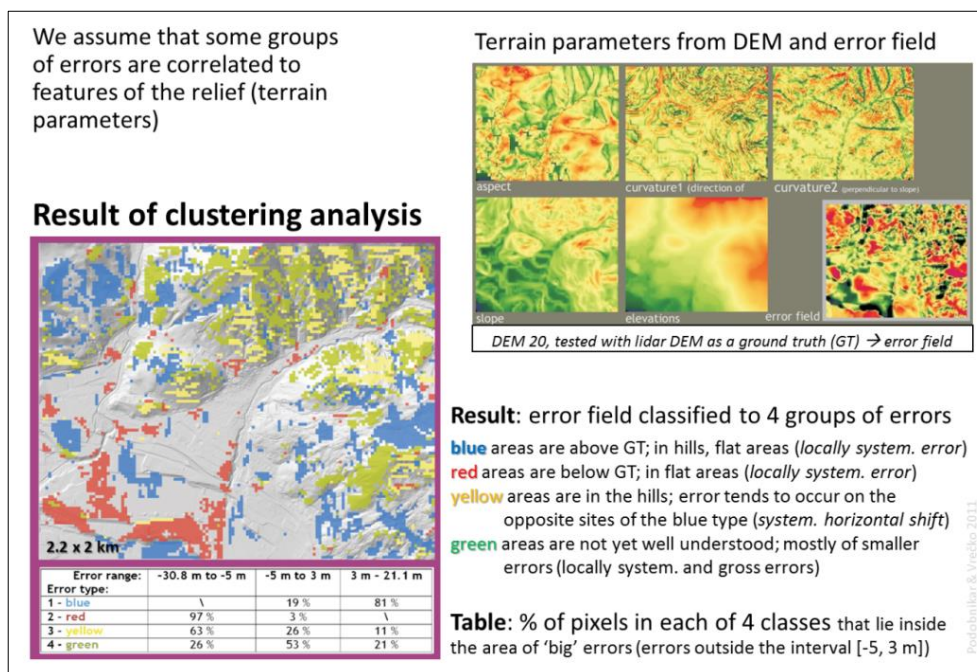 We assume that some groups
of errors are correlated to
features of the relief (terrain
parameters)
Terrain parameters from DEM and error field
aspect
curvature1 (direction of
curvature2 (perpendicular to slope)
slope
elevations
error field
DEM 20, tested with lidar DEM as a ground truth (GT) → error field
Result of clustering analysis
2.2 x 2 km
Error range: -30.8 m to -5 m -5 m to 3 m 3 m - 21.1 m
Error type:
1 - blue \ 19 % 81 %
2 - red 97 % 3 % \
3 - yellow 63 % 26 % 11 %
4 - green 26 % 53 % 21 %
Result: error field classified to 4 groups of errors
blue areas are above GT; in hills, flat areas (locally system. error)
red areas are below GT; in flat areas (locally system. error)
yellow areas are in the hills; error tends to occur on the
opposite sites of the blue type (system. horizontal shift)
green areas are not yet well understood; mostly of smaller
errors (locally system. and gross errors)
Table: % of pixels in each of 4 classes that lie inside
the area of 'big' errors (errors outside the interval [-5, 3 m])
Podobnikar & Vrečko 2011